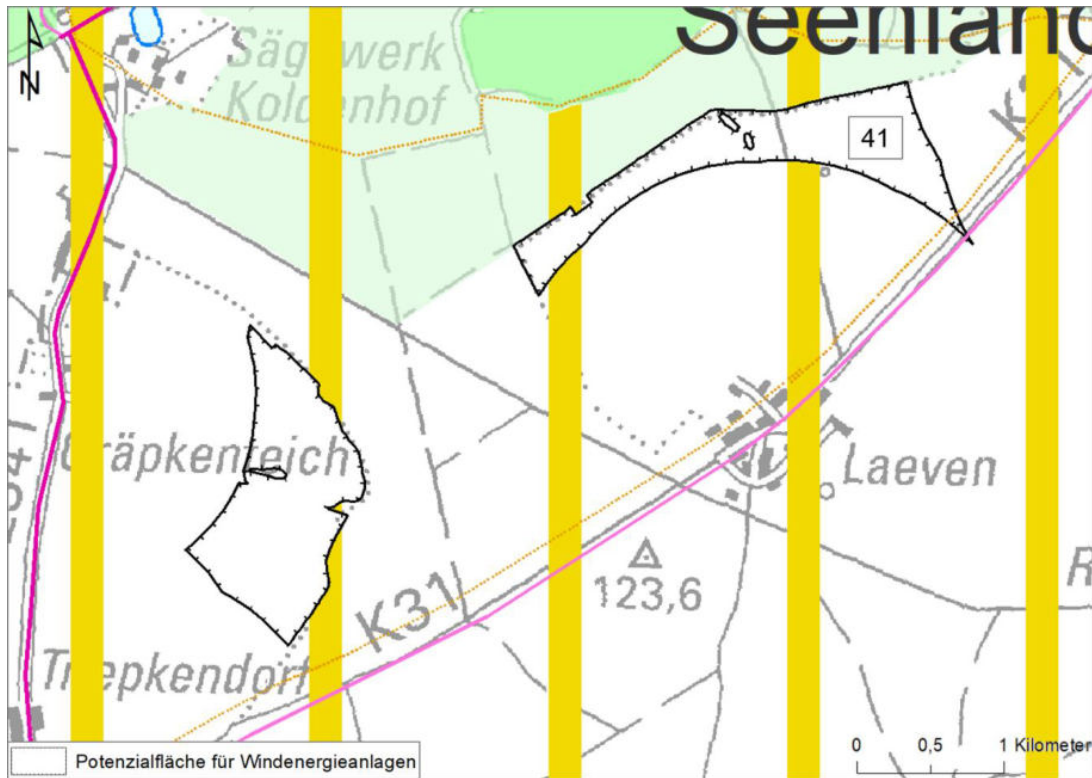 Seenland
N
Sägewerk
Koldenhof
41
Gräpkenteich
Laeven
K31
123,6
Triepkendorf
R
0 0,5 1 Kilometer
Potenzialfläche für Windenergieanlagen